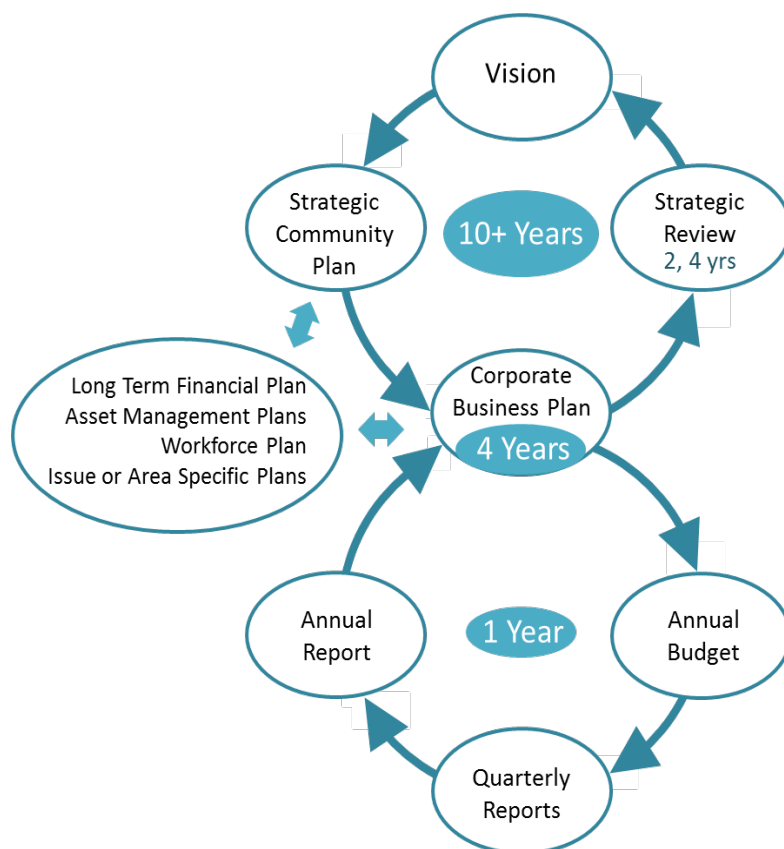 Vision
Strategic
Community
Plan
10+ Years
Strategic
Review
2, 4 yrs
Long Term Financial Plan
Asset Management Plans
Workforce Plan
Issue or Area Specific Plans
Corporate
Business Plan
4 Years
Annual
Report
1 Year
Annual
Budget
Quarterly
Reports